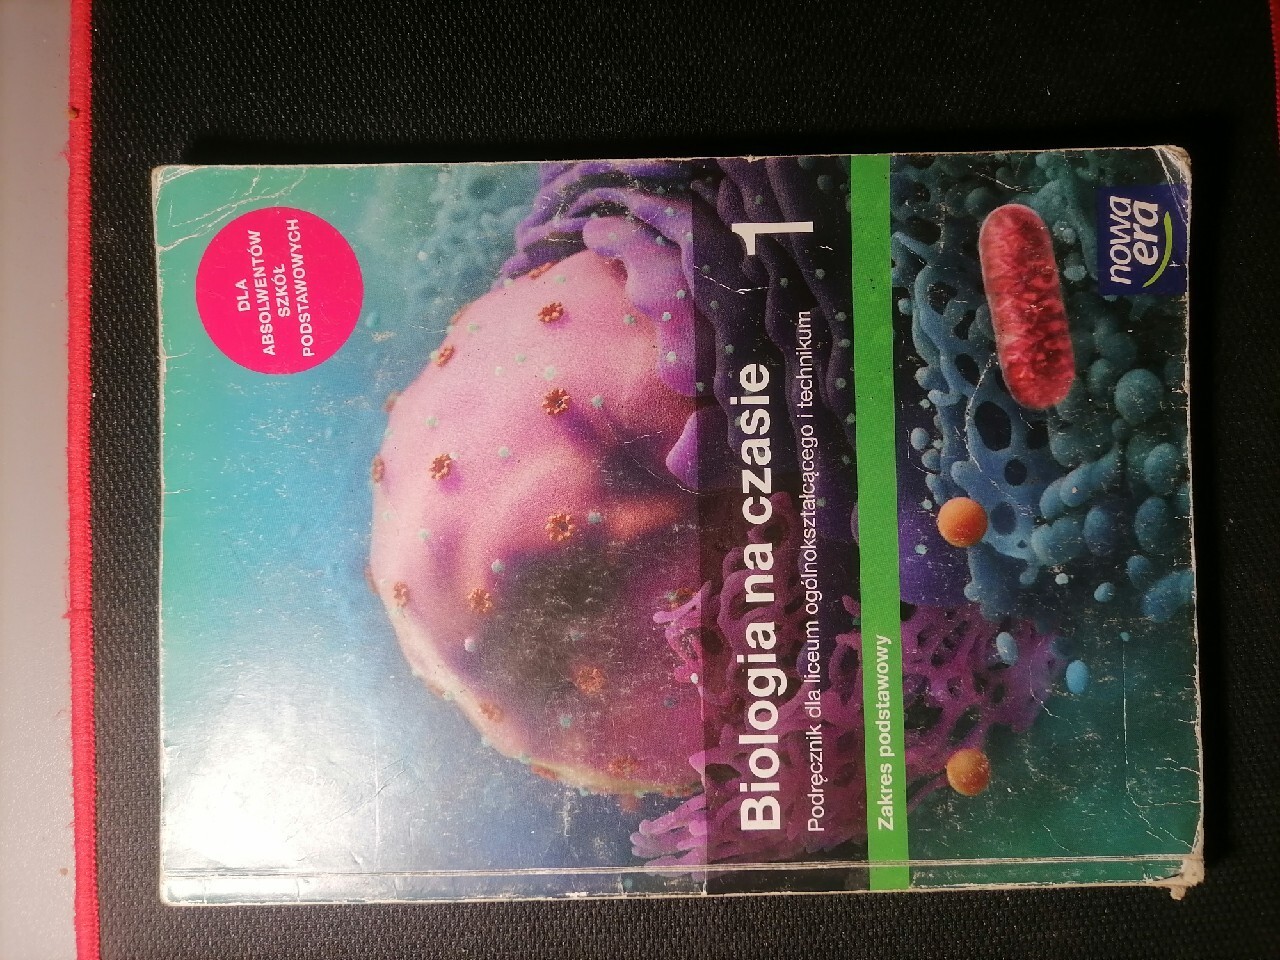 DLA
ABSOLWENTÓW
SZKÓŁ
PODSTAWOWYCH
Biologia na czasie 1
Podręcznik dla liceum ogólnokształcącego i technikum
Zakres podstawowy
nowa
era